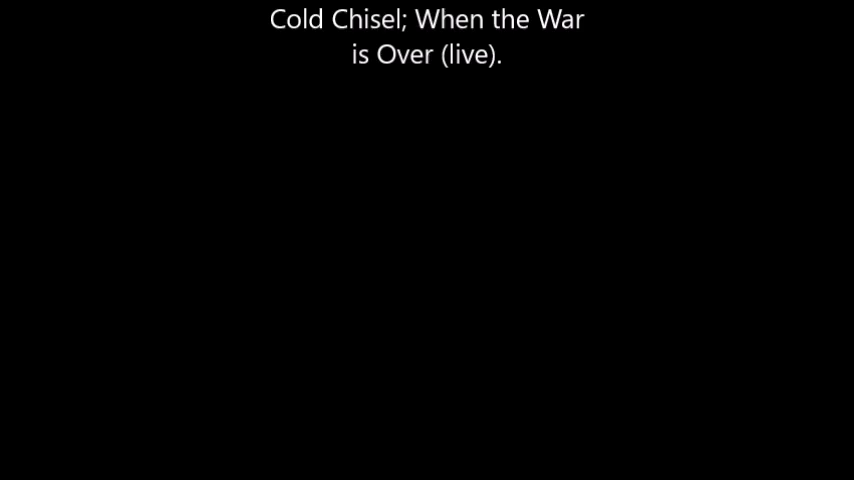 Cold Chisel; When the War
is Over (live).